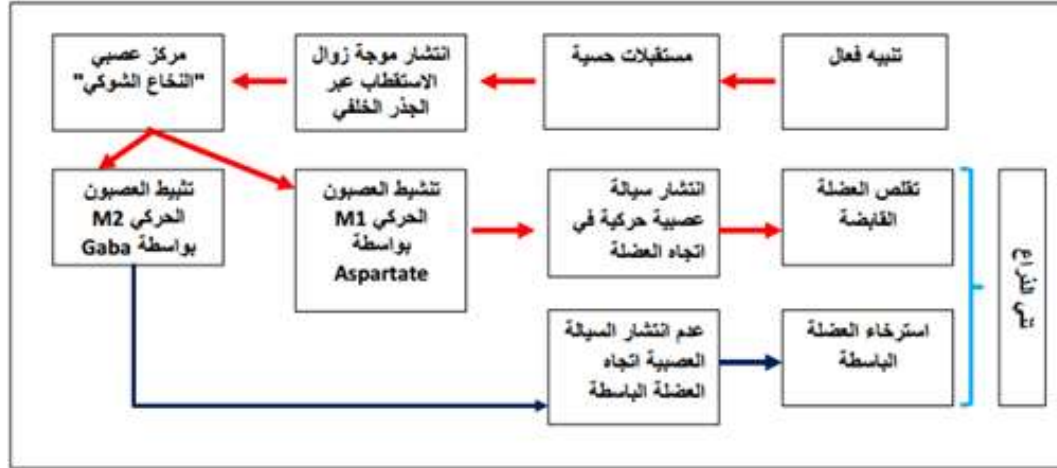 تنبيه فعال
مستقبلات حسية
انتشار موجة زوال
الاستقطاب عبر
الجذر الخلفي
مركز عصبي
"النخاع الشوكي"
تثبيط العصبون
الحركي M2
بواسطة Gaba
تنشيط العصبون
الحركي M1
بواسطة
Aspartate
انتشار سيالة
عصبية حركية في
اتجاه العضلة
تقلص العضلة
القابضة
عدم انتشار السيالة
العصبية اتجاه
العضلة الباسطة
استرخاء العضلة
الباسطة
ثني الذراع